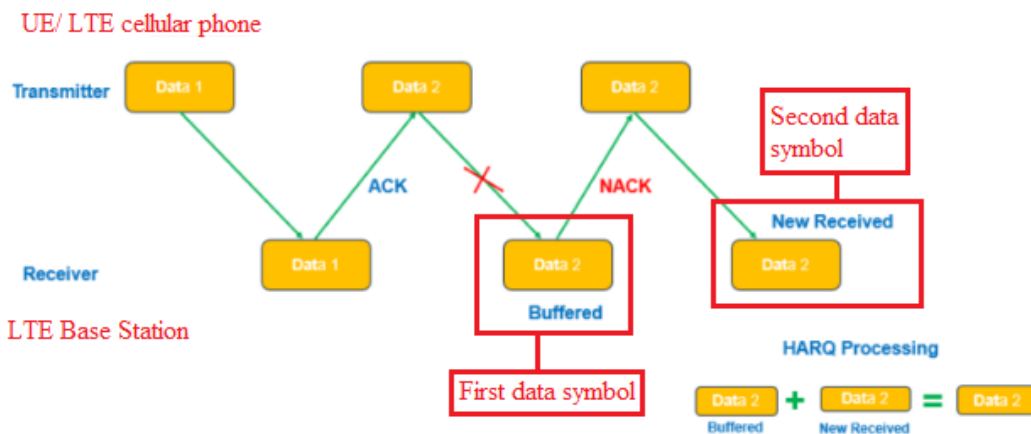 UE/ LTE cellular phone
Transmitter
Data 1
Data 2
Data 2
Second data
symbol
ACK
NACK
New Received
Receiver
Data 1
Data 2
Data 2
Buffered
LTE Base Station
HARQ Processing
First data symbol
Data 2 + Data 2 = Data 2
Buffered
New Received